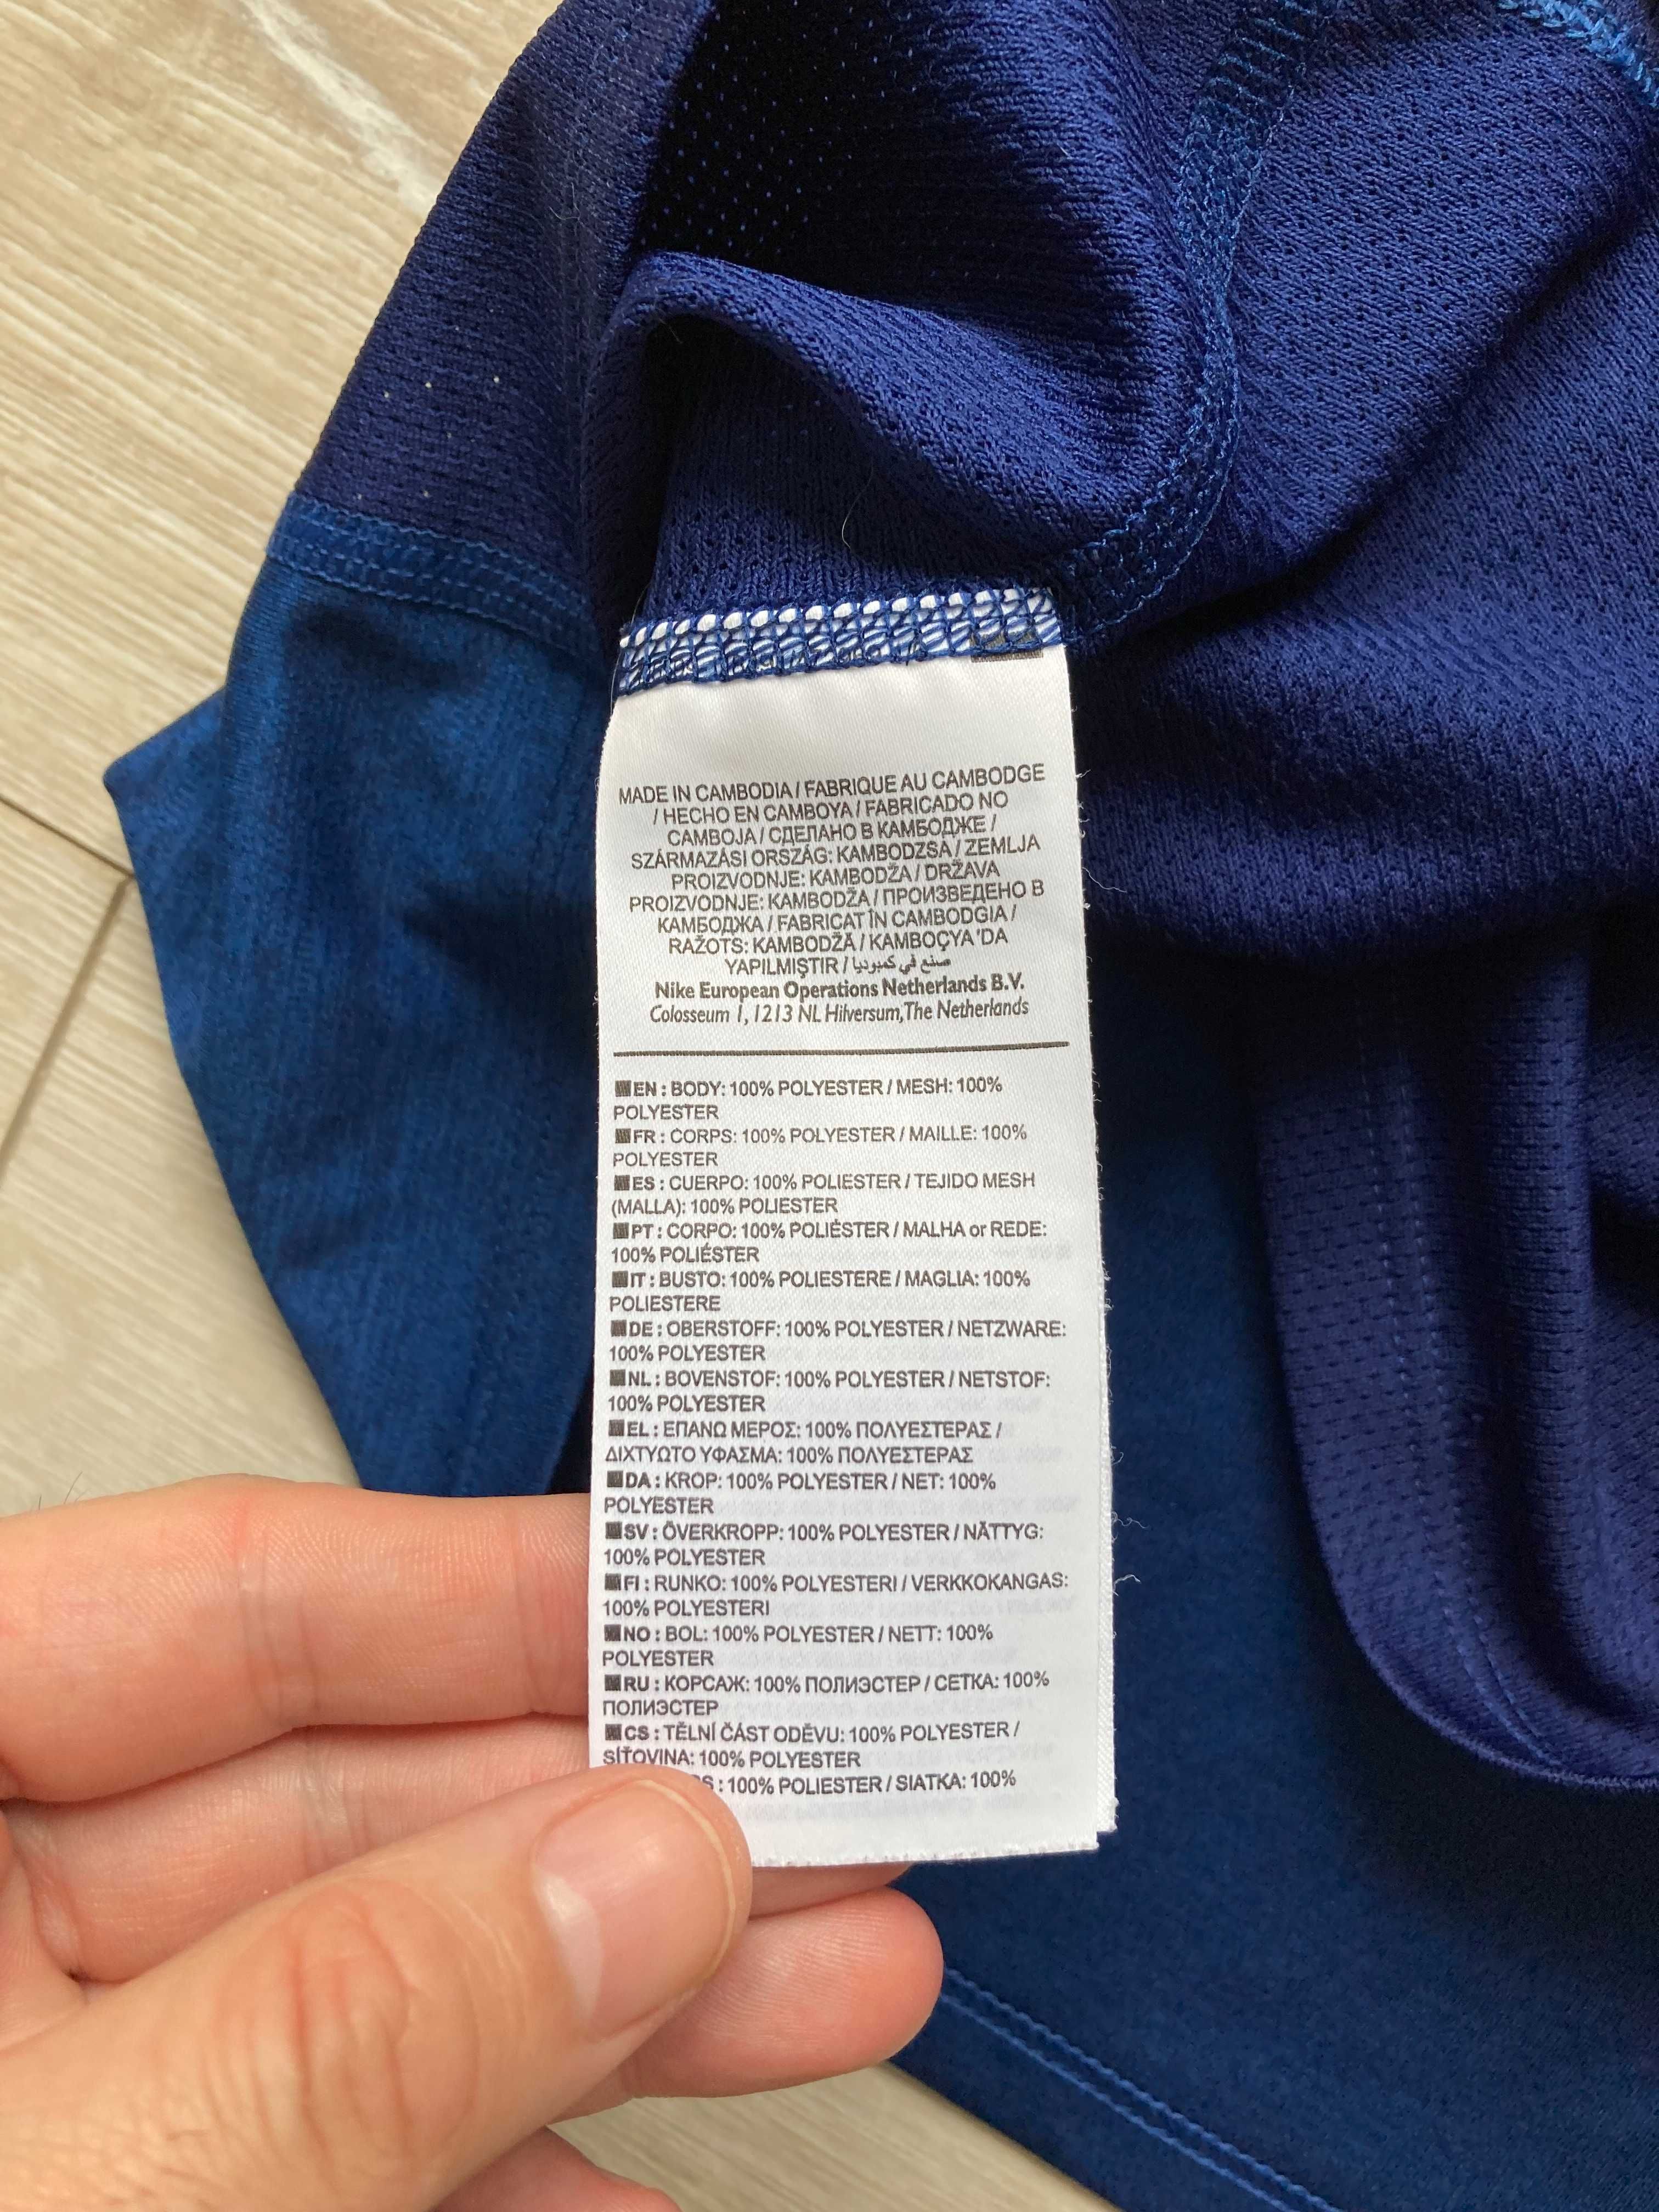 MADE IN CAMBODIA / FABRIQUE AU CAMBODGE
/ HECHO EN CAMBOYA / FABRICADO NO
CAMBOJA / СДЕЛАНО В КАМБОДЖЕ /
SZÁRMAZÁSI ORSZÁG: KAMBODZSA / ZEMLJA
PROIZVODNJE: KAMBODŽA / DRŽAVA
PROIZVODNJE: KAMBODŽA / ПРОИЗВЕДЕНО В
КАМБОДЖА / FABRICAT ÎN CAMBODGIA /
RAŽOTS: KAMBODŽĀ / KAMBOÇYA 'DA
YAPILMIŞTIR / صنع في كمبوديا
Nike European Operations Netherlands B.V.
Colosseum 1, 1213 NL Hilversum, The Netherlands
EN : BODY: 100% POLYESTER / MESH: 100%
POLYESTER
FR : CORPS: 100% POLYESTER / MAILLE: 100%
POLYESTER
ES : CUERPO: 100% POLIESTER / TEJIDO MESH
(MALLA): 100% POLIESTER
PT : CORPO: 100% POLIÉSTER / MALHA or REDE:
100% POLIÉSTER
IT : BUSTO: 100% POLIESTERE / MAGLIA: 100%
POLIESTERE
DE : OBERSTOFF: 100% POLYESTER / NETZWARE:
100% POLYESTER
NL : BOVENSTOF: 100% POLYESTER / NETSTOF:
100% POLYESTER
EL : ΕΠΑΝΩ ΜΕΡΟΣ: 100% ΠΟΛΥΕΣΤΕΡΑΣ /
ΔΙΧΤΥΩΤΟ ΥΦΑΣΜΑ: 100% ΠΟΛΥΕΣΤΕΡΑΣ
DA : KROP: 100% POLYESTER / NET: 100%
POLYESTER
SV : ÖVERKROPP: 100% POLYESTER / NÄTTYG:
100% POLYESTER
FI : RUNKO: 100% POLYESTERI / VERKKOKANGAS:
100% POLYESTERI
NO : BOL: 100% POLYESTER / NETT: 100%
POLYESTER
RU : КОРСАЖ: 100% ПОЛИЭСТЕР / СЕТКА: 100%
ПОЛИЭСТЕР
CS : TĚLNÍ ČÁST ODĚVU: 100% POLYESTER /
SÍŤOVINA: 100% POLYESTER
: 100% POLIESTER / SIATKA: 100%